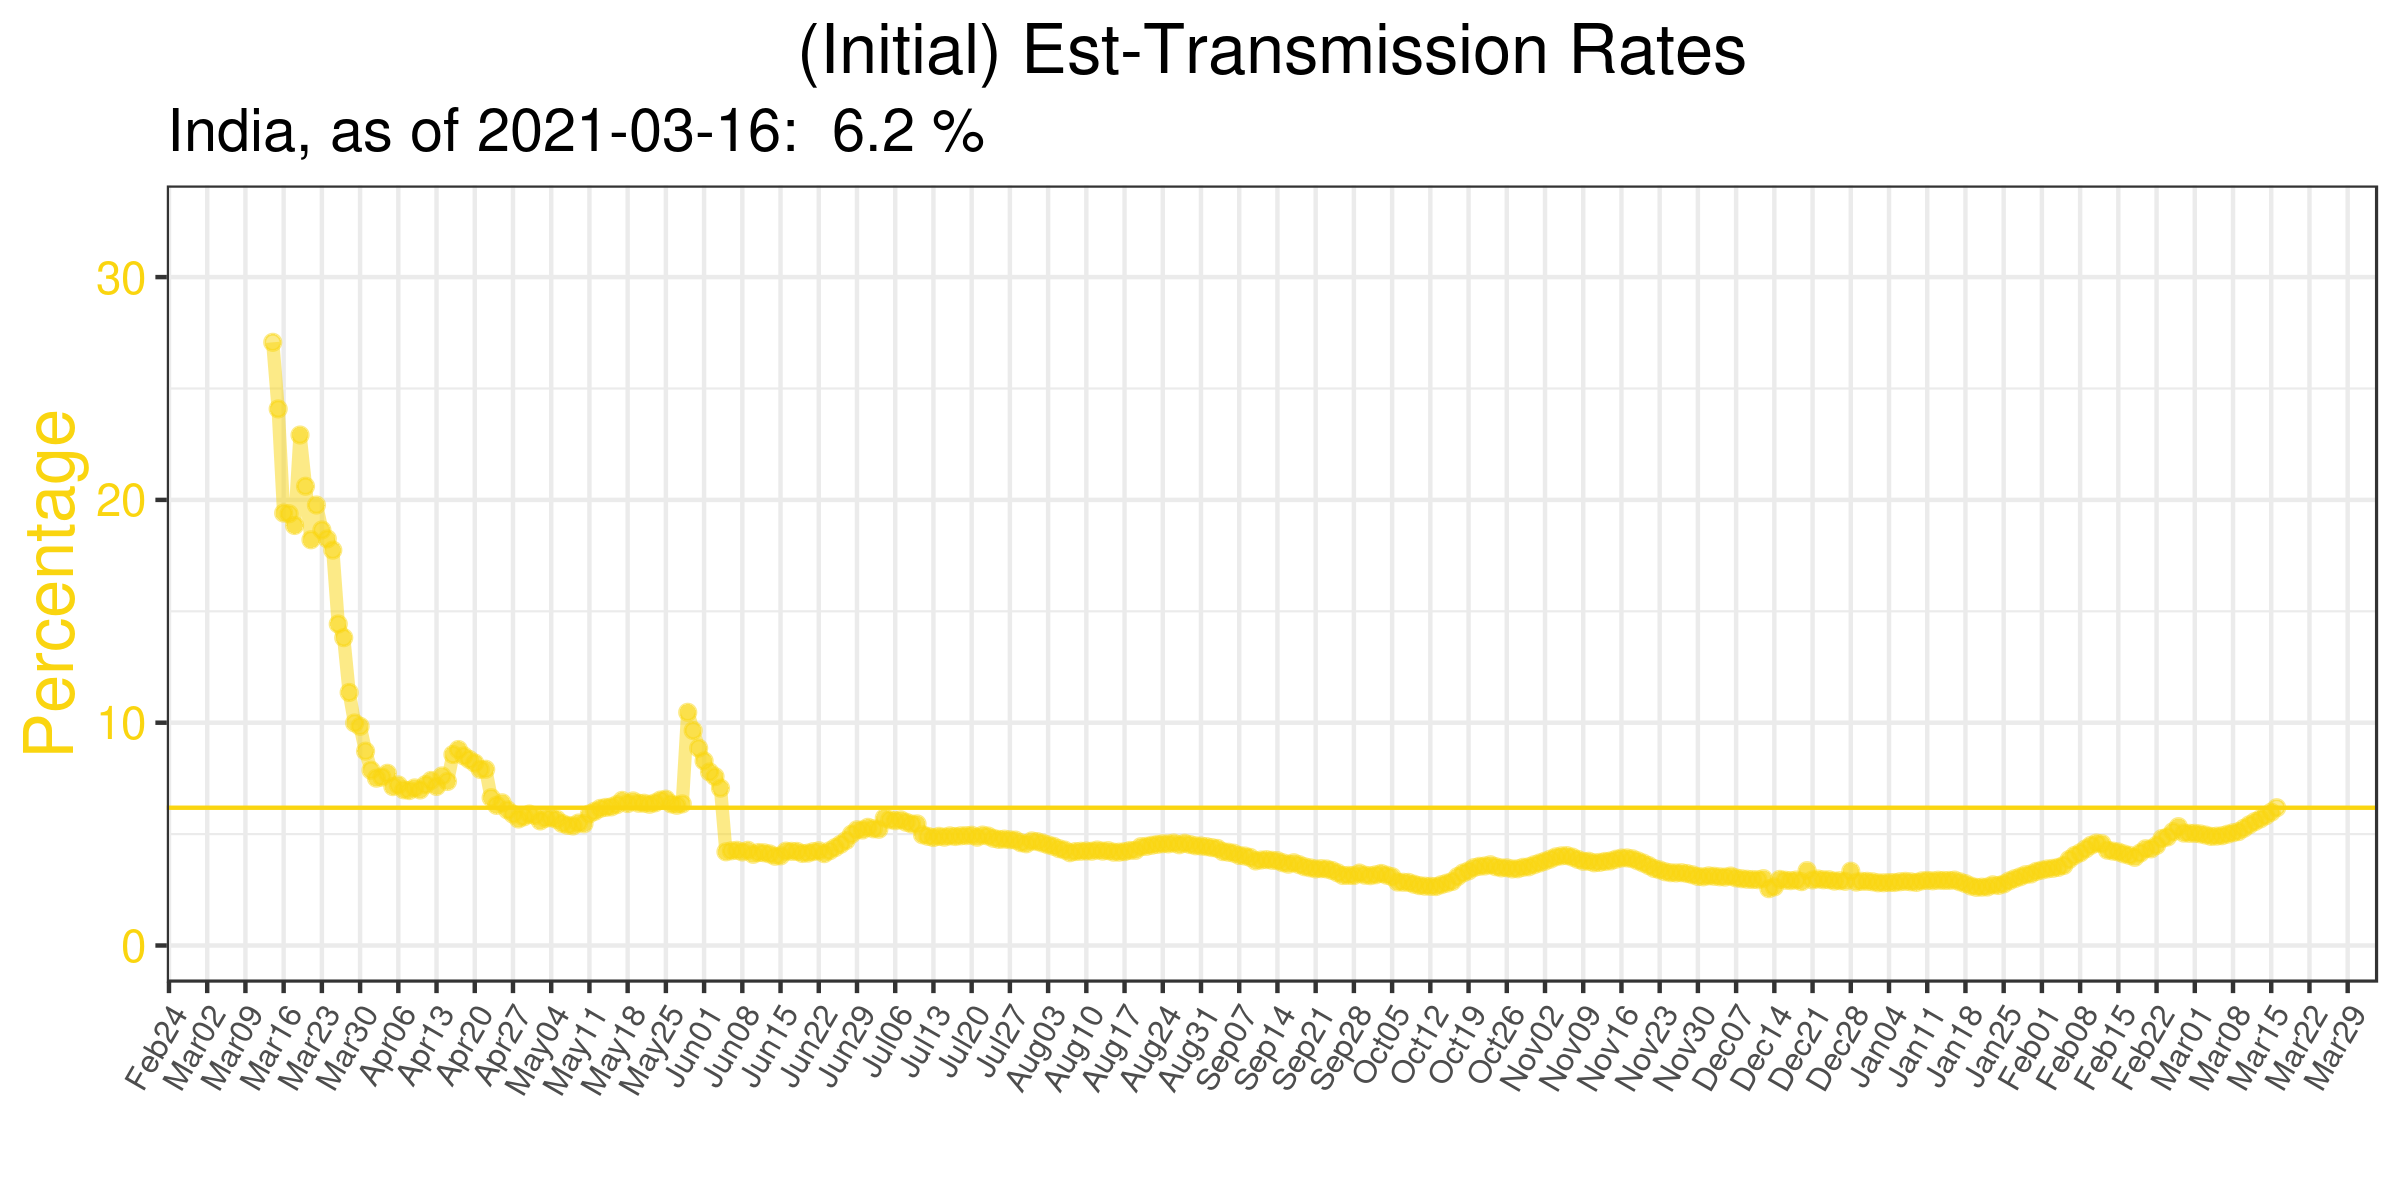 (Initial) Est-Transmission Rates
India, as of 2021-03-16:  6.2 %
Percentage
30
20
10
0
Feb24
Mar02
Mar09
Mar16
Mar23
Mar30
Apr06
Apr13
Apr20
Apr27
May04
May11
May18
May25
Jun01
Jun08
Jun15
Jun22
Jun29
Jul06
Jul13
Jul20
Jul27
Aug03
Aug10
Aug17
Aug24
Aug31
Sep07
Sep14
Sep21
Sep28
Oct05
Oct12
Oct19
Oct26
Nov02
Nov09
Nov16
Nov23
Nov30
Dec07
Dec14
Dec21
Dec28
Jan04
Jan11
Jan18
Jan25
Feb01
Feb08
Feb15
Feb22
Mar01
Mar08
Mar15
Mar22
Mar29